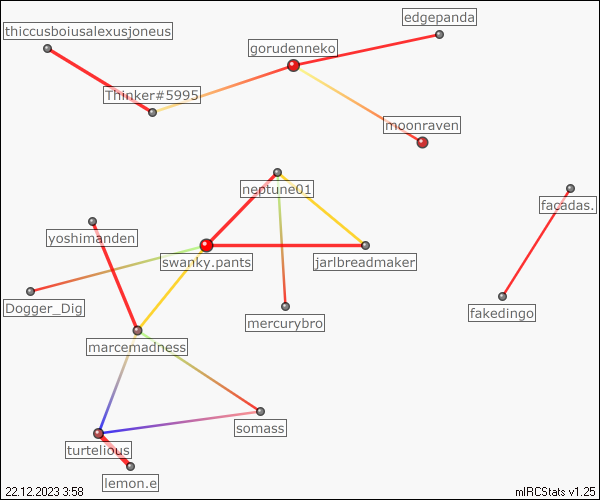 edgepanda
thiccusboiusalexusjoneus
gorudenneko
Thinker#5995
moonraven
neptune01
facadas.
yoshimanden
swanky.pants
jarlbreadmaker
Dogger_Dig
fakedingo
mercurybro
marcemadness
somass
turtelious
lemon.e
22.12.2023 3:58
mIRCStats v1.25